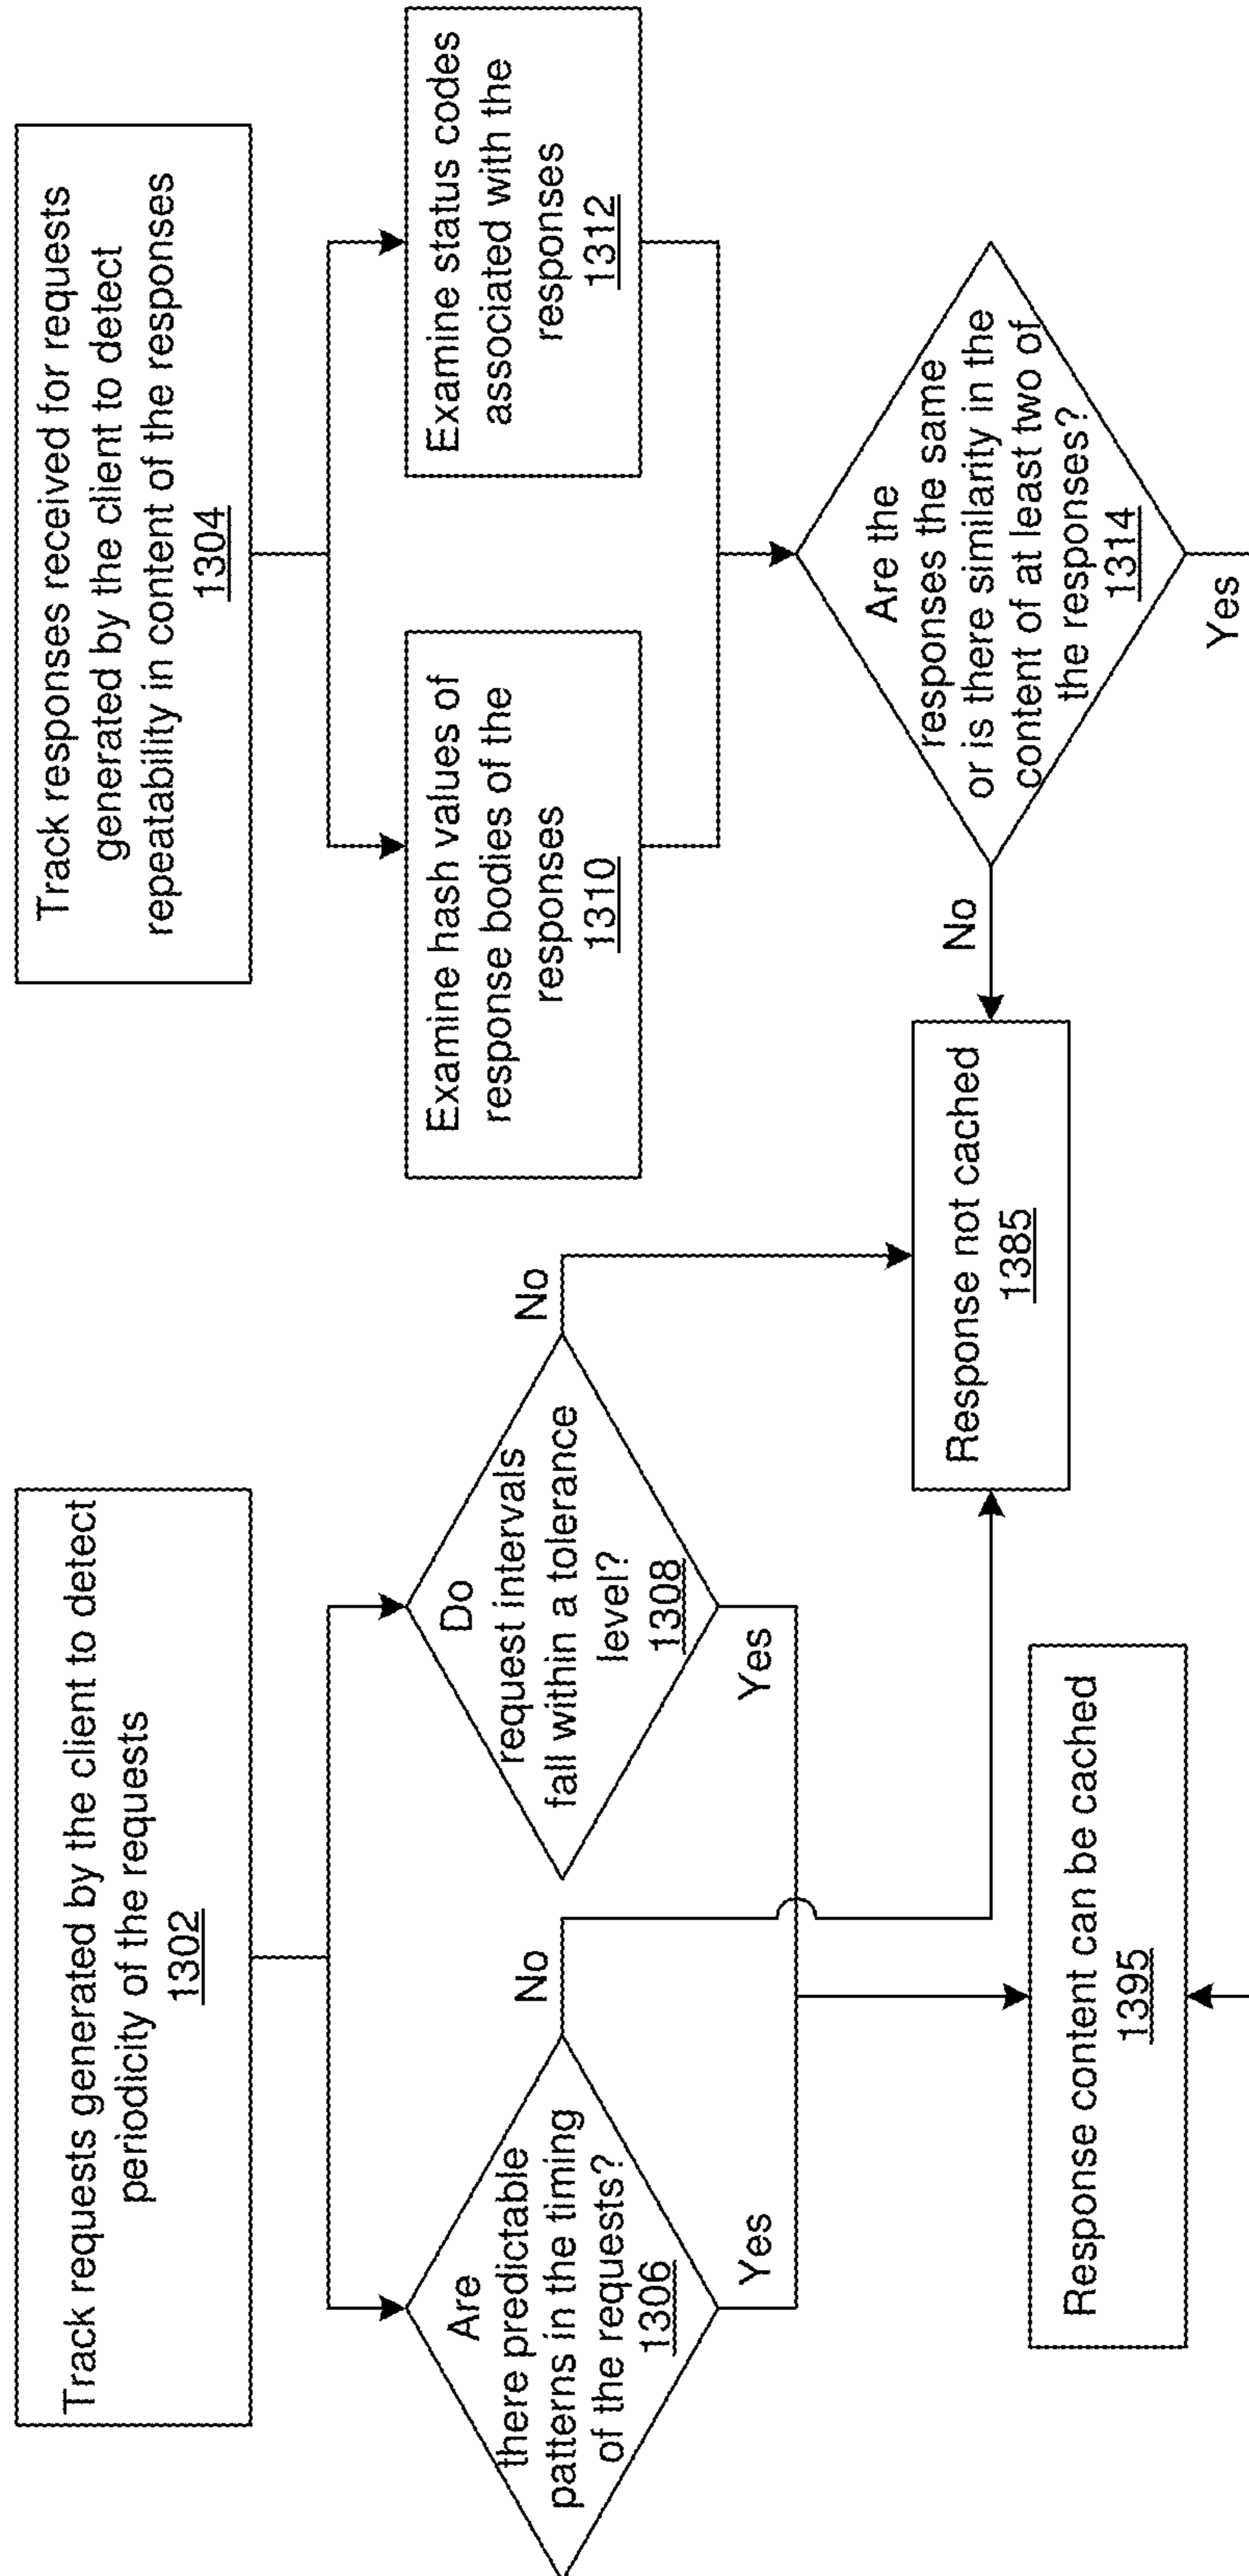 Track requests generated by the client to detect
periodicity of the requests
1302
Are
there predictable
patterns in the timing
of the requests?
1306
No
Yes
Do
request intervals
fall within a tolerance
level?
1308
No
Yes
Response content can be cached
1395
Track responses received for requests
generated by the client to detect
repeatability in content of the responses
1304
Examine hash values of
response bodies of the
responses
1310
Examine status codes
associated with the
responses
1312
Are the
responses the same
or is there similarity in the
content of at least two of
the responses?
1314
No
Yes
Response not cached
1385